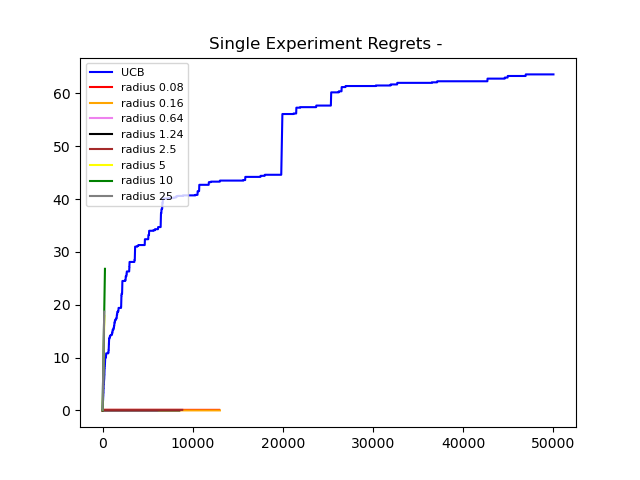 Single Experiment Regrets -
UCB
radius 0.08
radius 0.16
radius 0.64
radius 1.24
radius 2.5
radius 5
radius 10
radius 25
60
50
40
30
20
10
0
0 10000 20000 30000 40000 50000